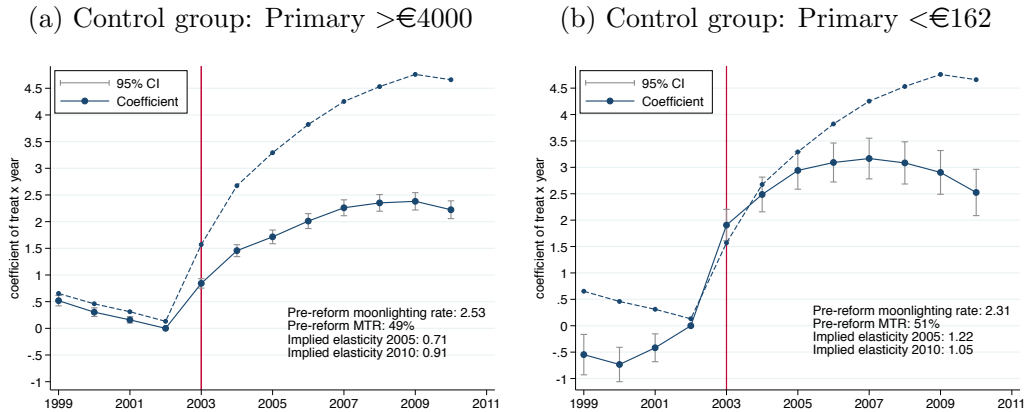 (a) Control group: Primary >€4000
coefficient of treat x year
4.5
4
3.5
3
2.5
2
1.5
1
.5
0
-.5
-1
95% CI
Coefficient
Pre-reform moonlighting rate: 2.53
Pre-reform MTR: 49%
Implied elasticity 2005: 0.71
Implied elasticity 2010: 0.91
1999 2001 2003 2005 2007 2009 2011
(b) Control group: Primary <€162
coefficient of treat x year
4.5
4
3.5
3
2.5
2
1.5
1
.5
0
-.5
-1
95% CI
Coefficient
Pre-reform moonlighting rate: 2.31
Pre-reform MTR: 51%
Implied elasticity 2005: 1.22
Implied elasticity 2010: 1.05
1999 2001 2003 2005 2007 2009 2011